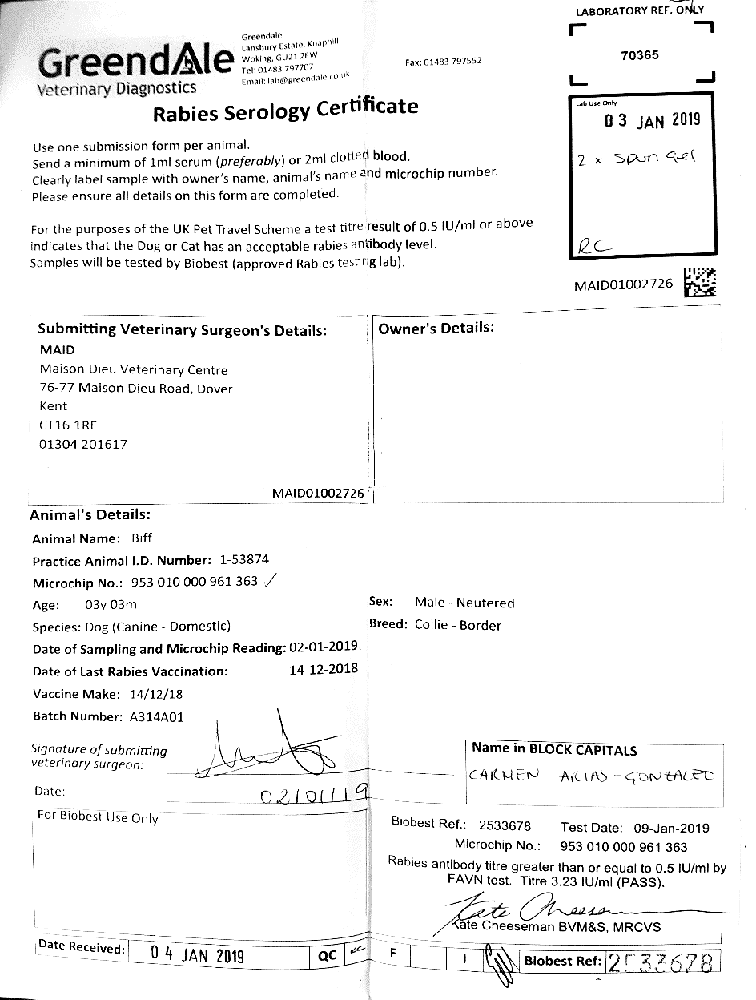 LABORATORY REF. ONLY
70365
GreendAle
Veterinary Diagnostics
Greendale
Lansbury Estate, Knaphill
Woking, GU21 2EW
Tel: 01483 797707
Email: lab@greendale.co.uk
Fax: 01483 797552
Rabies Serology Certificate
Lab Use Only
03 JAN 2019
2 x spun gel
RC
MAID01002726
Use one submission form per animal.
Send a minimum of 1ml serum (preferably) or 2ml clotted blood.
Clearly label sample with owner's name, animal's name and microchip number.
Please ensure all details on this form are completed.
For the purposes of the UK Pet Travel Scheme a test titre result of 0.5 IU/ml or above
indicates that the Dog or Cat has an acceptable rabies antibody level.
Samples will be tested by Biobest (approved Rabies testing lab).
Submitting Veterinary Surgeon's Details:
MAID
Maison Dieu Veterinary Centre
76-77 Maison Dieu Road, Dover
Kent
CT16 1RE
01304 201617
MAID01002726
Owner's Details:
Animal's Details:
Animal Name: Biff
Practice Animal I.D. Number: 1-53874
Microchip No.: 953 010 000 961 363
Age: 03y 03m
Sex: Male - Neutered
Species: Dog (Canine - Domestic)
Breed: Collie - Border
Date of Sampling and Microchip Reading: 02-01-2019
Date of Last Rabies Vaccination: 14-12-2018
Vaccine Make: 14/12/18
Batch Number: A314A01
Signature of submitting
veterinary surgeon:
Name in BLOCK CAPITALS
CARMEN ARIAS-GONZALEZ
Date: 02/01/19
For Biobest Use Only
Biobest Ref.: 2533678 Test Date: 09-Jan-2019
Microchip No.: 953 010 000 961 363
Rabies antibody titre greater than or equal to 0.5 IU/ml by
FAVN test. Titre 3.23 IU/ml (PASS).
Kate Cheeseman
Kate Cheeseman BVM&S, MRCVS
Date Received: 04 JAN 2019 QC F I Biobest Ref: 2533678